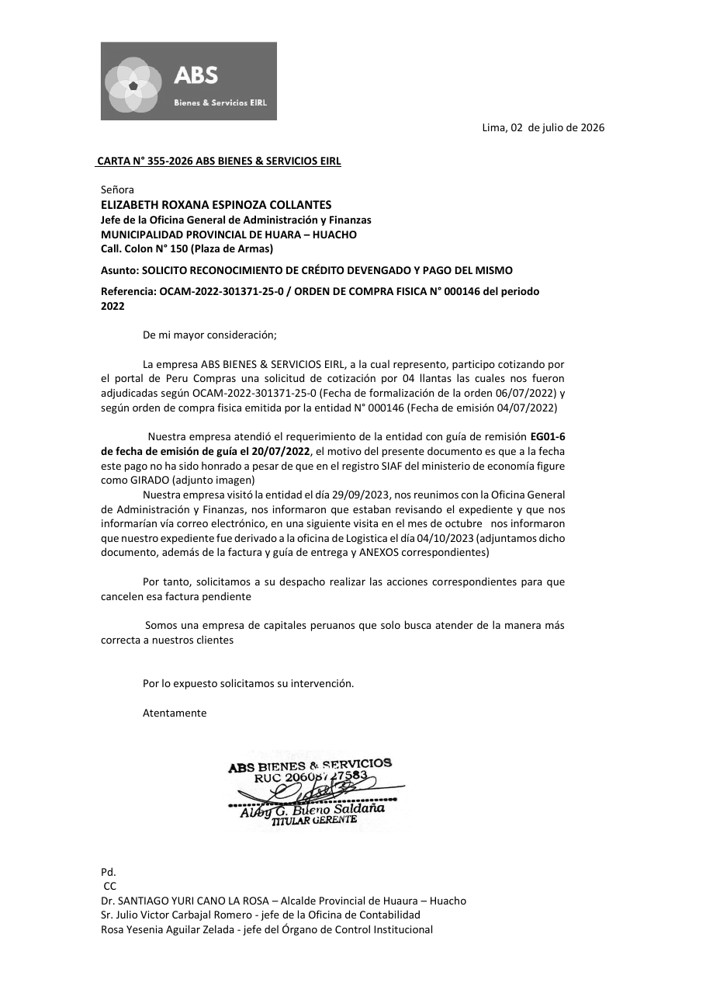 ABS
Bienes & Servicios EIRL
Lima, 02  de julio de 2026
CARTA N° 355-2026 ABS BIENES & SERVICIOS EIRL
Señora
ELIZABETH ROXANA ESPINOZA COLLANTES
Jefe de la Oficina General de Administración y Finanzas
MUNICIPALIDAD PROVINCIAL DE HUARA – HUACHO
Call. Colon N° 150 (Plaza de Armas)
Asunto: SOLICITO RECONOCIMIENTO DE CRÉDITO DEVENGADO Y PAGO DEL MISMO
Referencia: OCAM-2022-301371-25-0 / ORDEN DE COMPRA FISICA N° 000146 del periodo
2022
De mi mayor consideración;
La empresa ABS BIENES & SERVICIOS EIRL, a la cual represento, participo cotizando por
el portal de Peru Compras una solicitud de cotización por 04 llantas las cuales nos fueron
adjudicadas según OCAM-2022-301371-25-0 (Fecha de formalización de la orden 06/07/2022) y
según orden de compra fisica emitida por la entidad N° 000146 (Fecha de emisión 04/07/2022)
Nuestra empresa atendió el requerimiento de la entidad con guía de remisión EG01-6
de fecha de emisión de guía el 20/07/2022, el motivo del presente documento es que a la fecha
este pago no ha sido honrado a pesar de que en el registro SIAF del ministerio de economía figure
como GIRADO (adjunto imagen)
Nuestra empresa visitó la entidad el día 29/09/2023, nos reunimos con la Oficina General
de Administración y Finanzas, nos informaron que estaban revisando el expediente y que nos
informarían vía correo electrónico, en una siguiente visita en el mes de octubre   nos informaron
que nuestro expediente fue derivado a la oficina de Logistica el día 04/10/2023 (adjuntamos dicho
documento, además de la factura y guía de entrega y ANEXOS correspondientes)
Por tanto, solicitamos a su despacho realizar las acciones correspondientes para que
cancelen esa factura pendiente
Somos una empresa de capitales peruanos que solo busca atender de la manera más
correcta a nuestros clientes
Por lo expuesto solicitamos su intervención.
Atentamente
ABS BIENES & SERVICIOS
RUC 20608727583
Alby G. Bueno Saldaña
TITULAR GERENTE
Pd.
CC
Dr. SANTIAGO YURI CANO LA ROSA – Alcalde Provincial de Huaura – Huacho
Sr. Julio Victor Carbajal Romero - jefe de la Oficina de Contabilidad
Rosa Yesenia Aguilar Zelada - jefe del Órgano de Control Institucional